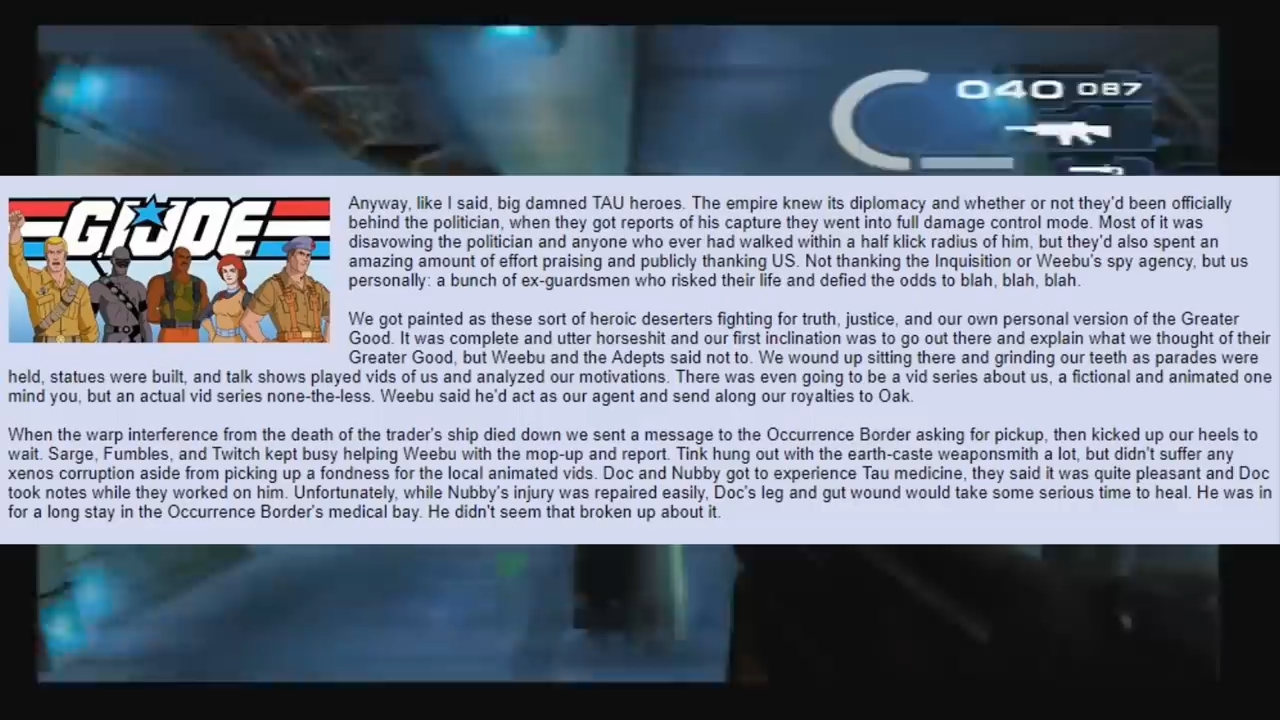 040 087
G.I. JOE
Anyway, like I said, big damned TAU heroes. The empire knew its diplomacy and whether or not they'd been officially
behind the politician, when they got reports of his capture they went into full damage control mode. Most of it was
disavowing the politician and anyone who ever had walked within a half klick radius of him, but they'd also spent an
amazing amount of effort praising and publicly thanking US. Not thanking the Inquisition or Weebu's spy agency, but us
personally: a bunch of ex-guardsmen who risked their life and defied the odds to blah, blah, blah.
We got painted as these sort of heroic deserters fighting for truth, justice, and our own personal version of the Greater
Good. It was complete and utter horseshit and our first inclination was to go out there and explain what we thought of their
Greater Good, but Weebu and the Adepts said not to. We wound up sitting there and grinding our teeth as parades were
held, statues were built, and talk shows played vids of us and analyzed our motivations. There was even going to be a vid series about us, a fictional and animated one
mind you, but an actual vid series none-the-less. Weebu said he'd act as our agent and send along our royalties to Oak.
When the warp interference from the death of the trader's ship died down we sent a message to the Occurrence Border asking for pickup, then kicked up our heels to
wait. Sarge, Fumbles, and Twitch kept busy helping Weebu with the mop-up and report. Tink hung out with the earth-caste weaponsmith a lot, but didn't suffer any
xenos corruption aside from picking up a fondness for the local animated vids. Doc and Nubby got to experience Tau medicine, they said it was quite pleasant and Doc
took notes while they worked on him. Unfortunately, while Nubby's injury was repaired easily, Doc's leg and gut wound would take some serious time to heal. He was in
for a long stay in the Occurrence Border's medical bay. He didn't seem that broken up about it.